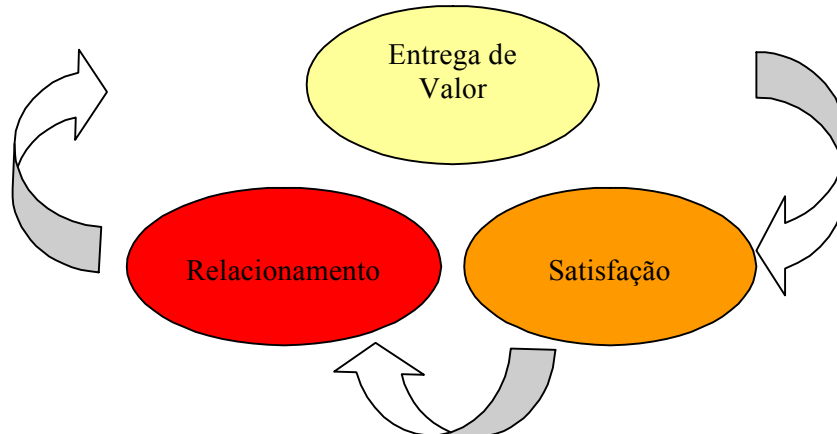 Entrega de
Valor
Relacionamento
Satisfação